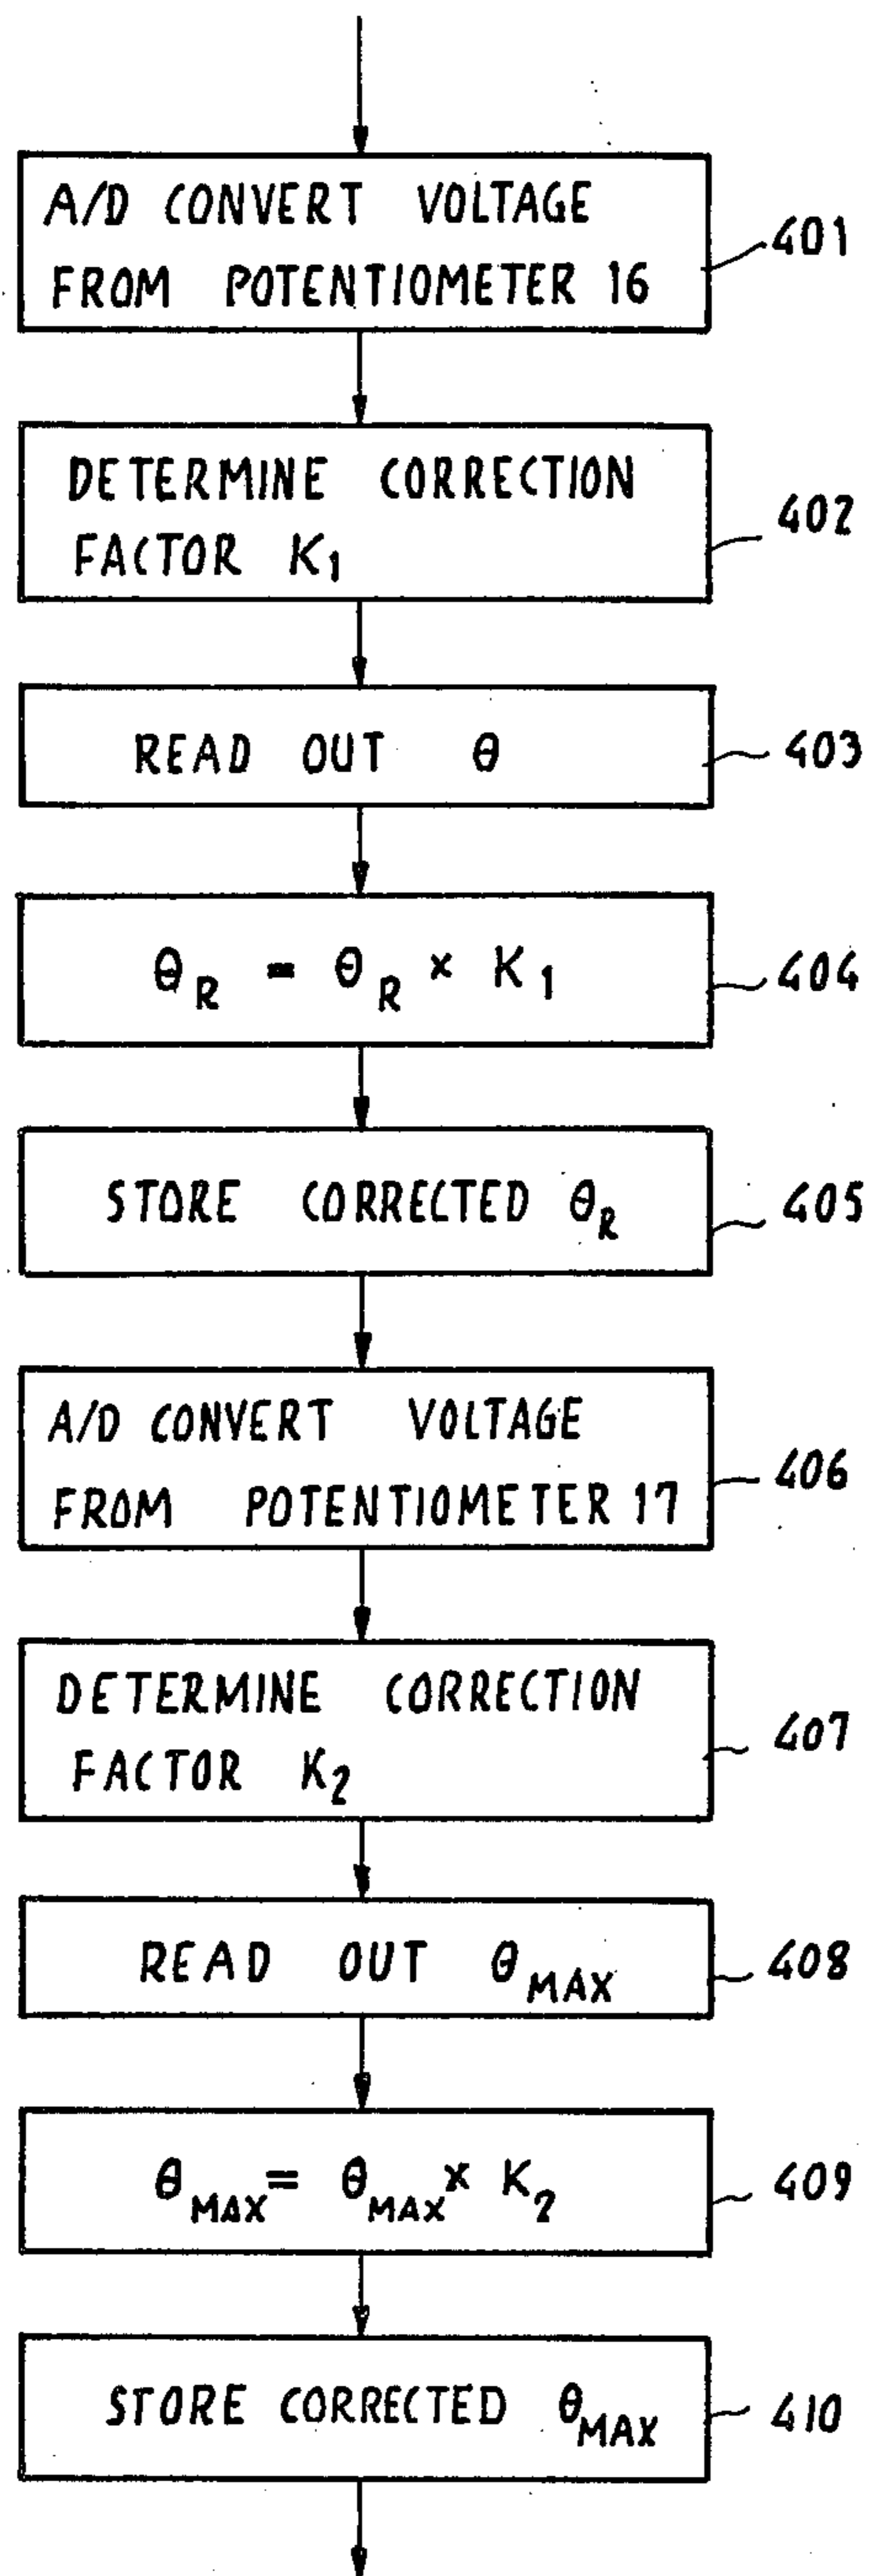 A/D CONVERT VOLTAGE
FROM POTENTIOMETER 16
401
DETERMINE CORRECTION
FACTOR K1
402
READ OUT θ
403
θR = θR × K1
404
STORE CORRECTED θR
405
A/D CONVERT VOLTAGE
FROM POTENTIOMETER 17
406
DETERMINE CORRECTION
FACTOR K2
407
READ OUT θMAX
408
θMAX = θMAX × K2
409
STORE CORRECTED θMAX
410